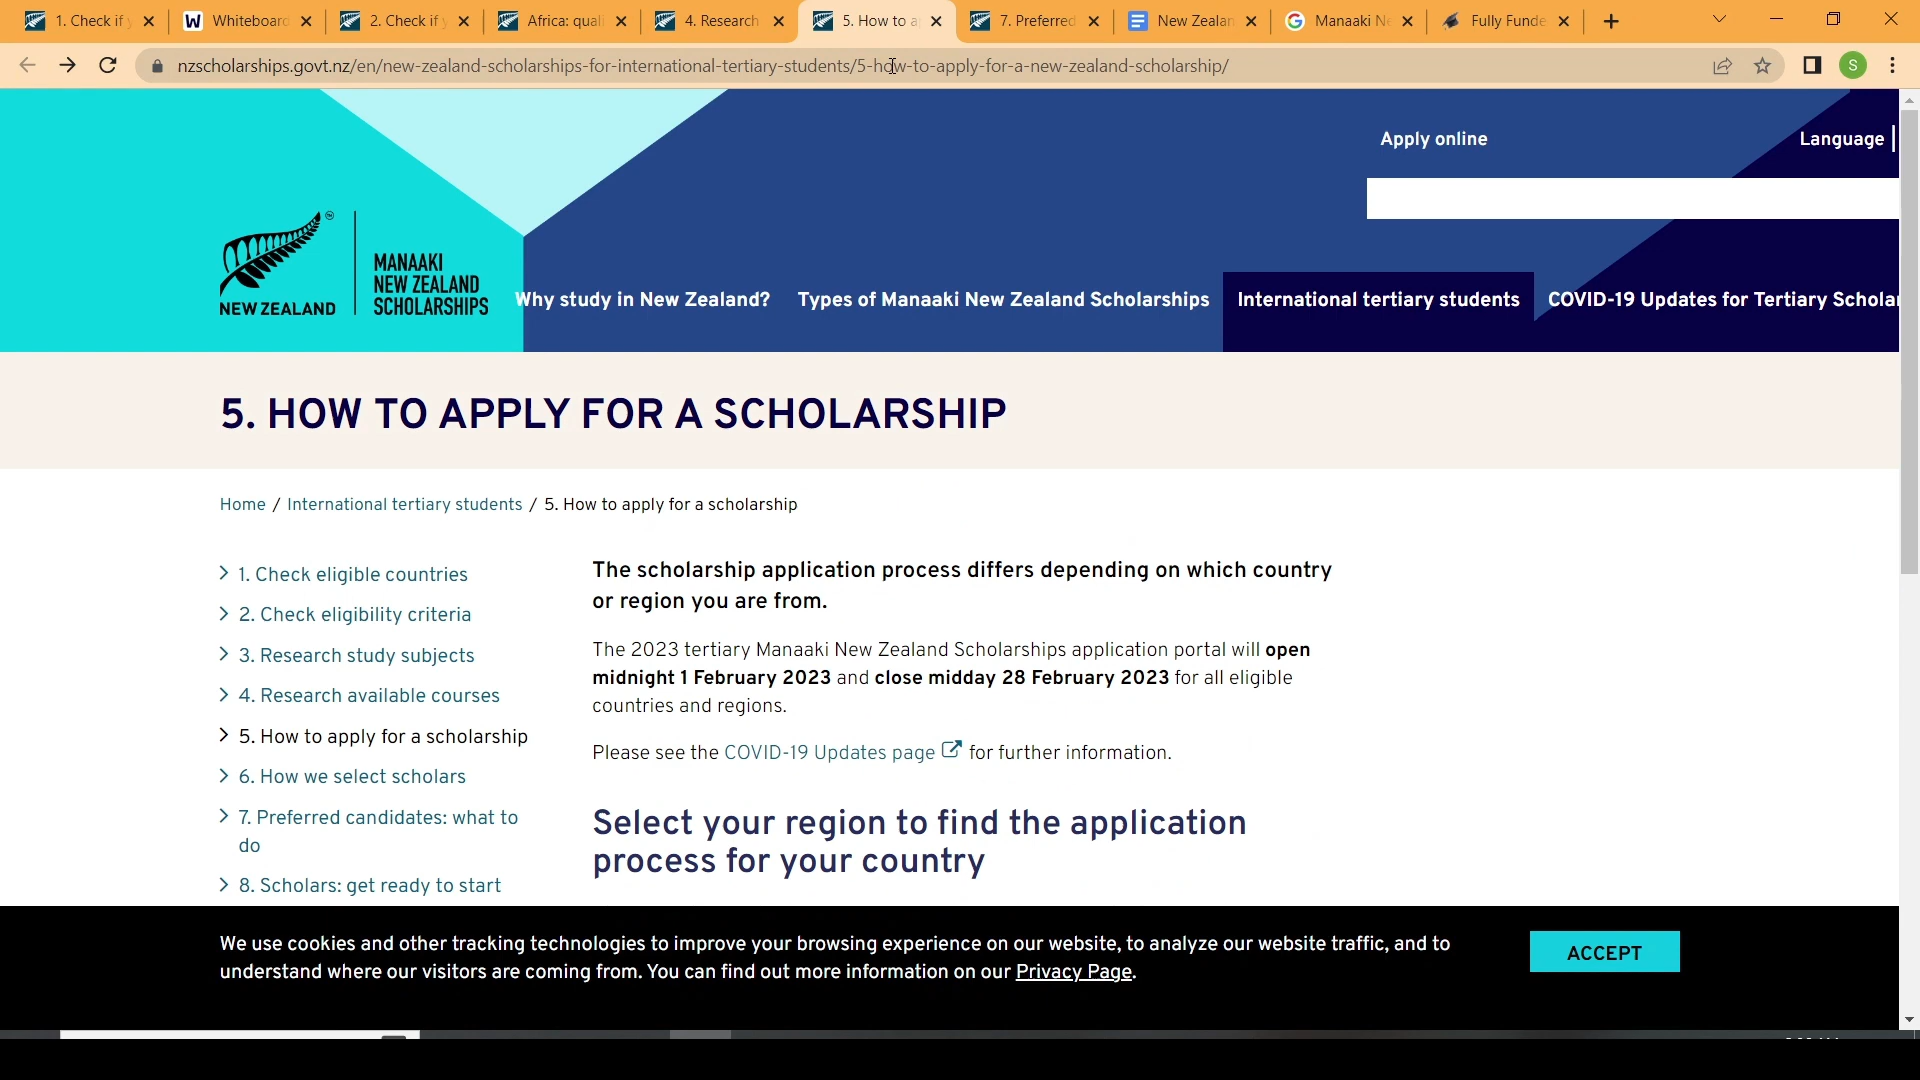 1. Check if y
Whiteboard
2. Check if y
Africa: quali
4. Research
5. How to a
7. Preferred
New Zealan
Manaaki Ne
Fully Funde
nzscholarships.govt.nz/en/new-zealand-scholarships-for-international-tertiary-students/5-how-to-apply-for-a-new-zealand-scholarship/
S
Apply online
Language
NEW ZEALAND
MANAAKI
NEW ZEALAND
SCHOLARSHIPS
Why study in New Zealand?
Types of Manaaki New Zealand Scholarships
International tertiary students
COVID-19 Updates for Tertiary Scholar
5. HOW TO APPLY FOR A SCHOLARSHIP
Home / International tertiary students / 5. How to apply for a scholarship
1. Check eligible countries
2. Check eligibility criteria
3. Research study subjects
4. Research available courses
5. How to apply for a scholarship
6. How we select scholars
7. Preferred candidates: what to
do
8. Scholars: get ready to start
The scholarship application process differs depending on which country
or region you are from.
The 2023 tertiary Manaaki New Zealand Scholarships application portal will open
midnight 1 February 2023 and close midday 28 February 2023 for all eligible
countries and regions.
Please see the COVID-19 Updates page for further information.
Select your region to find the application
process for your country
We use cookies and other tracking technologies to improve your browsing experience on our website, to analyze our website traffic, and to
understand where our visitors are coming from. You can find out more information on our Privacy Page.
ACCEPT